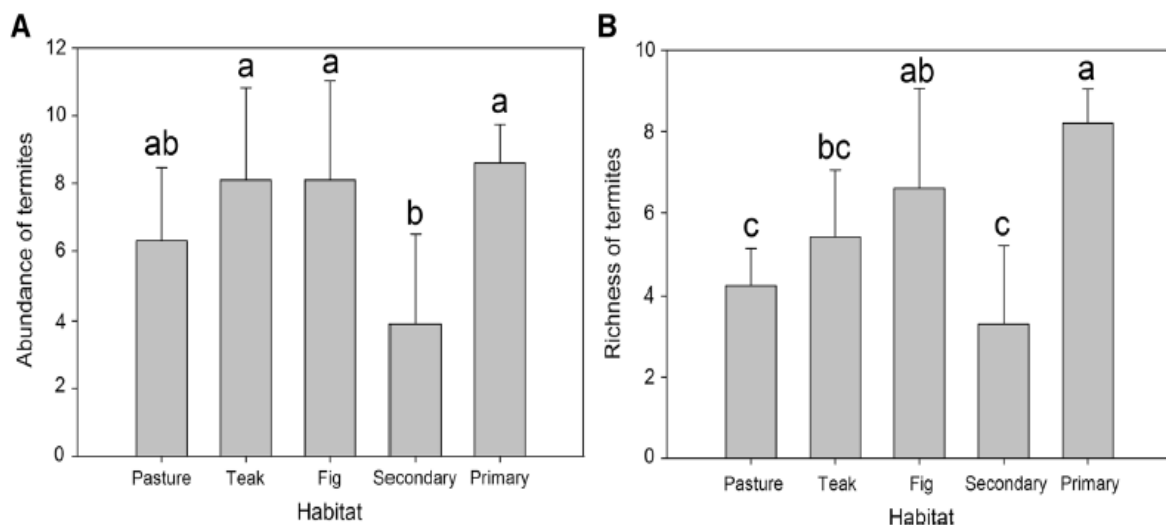 A
Abundance of termites
12
10
8
6
4
2
0
ab
a
a
b
a
Pasture Teak Fig Secondary Primary
Habitat
B
Richness of termites
10
8
6
4
2
0
c
bc
ab
c
a
Pasture Teak Fig Secondary Primary
Habitat